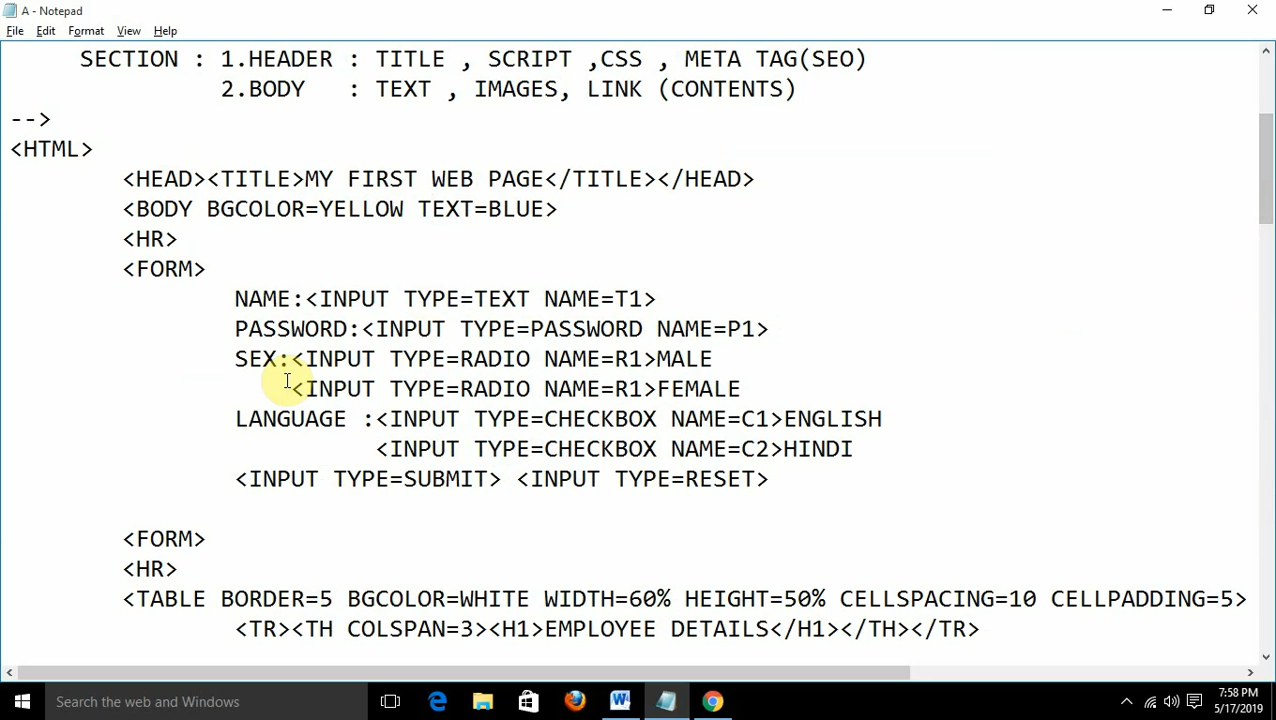 A - Notepad
File Edit Format View Help
SECTION : 1.HEADER : TITLE , SCRIPT ,CSS , META TAG(SEO)
2.BODY : TEXT , IMAGES, LINK (CONTENTS)
-->
<HTML>
<HEAD><TITLE>MY FIRST WEB PAGE</TITLE></HEAD>
<BODY BGCOLOR=YELLOW TEXT=BLUE>
<HR>
<FORM>
NAME:<INPUT TYPE=TEXT NAME=T1>
PASSWORD:<INPUT TYPE=PASSWORD NAME=P1>
SEX:<INPUT TYPE=RADIO NAME=R1>MALE
<INPUT TYPE=RADIO NAME=R1>FEMALE
LANGUAGE :<INPUT TYPE=CHECKBOX NAME=C1>ENGLISH
<INPUT TYPE=CHECKBOX NAME=C2>HINDI
<INPUT TYPE=SUBMIT> <INPUT TYPE=RESET>
<FORM>
<HR>
<TABLE BORDER=5 BGCOLOR=WHITE WIDTH=60% HEIGHT=50% CELLSPACING=10 CELLPADDING=5>
<TR><TH COLSPAN=3><H1>EMPLOYEE DETAILS</H1></TH></TR>
Search the web and Windows
7:58 PM
5/17/2019